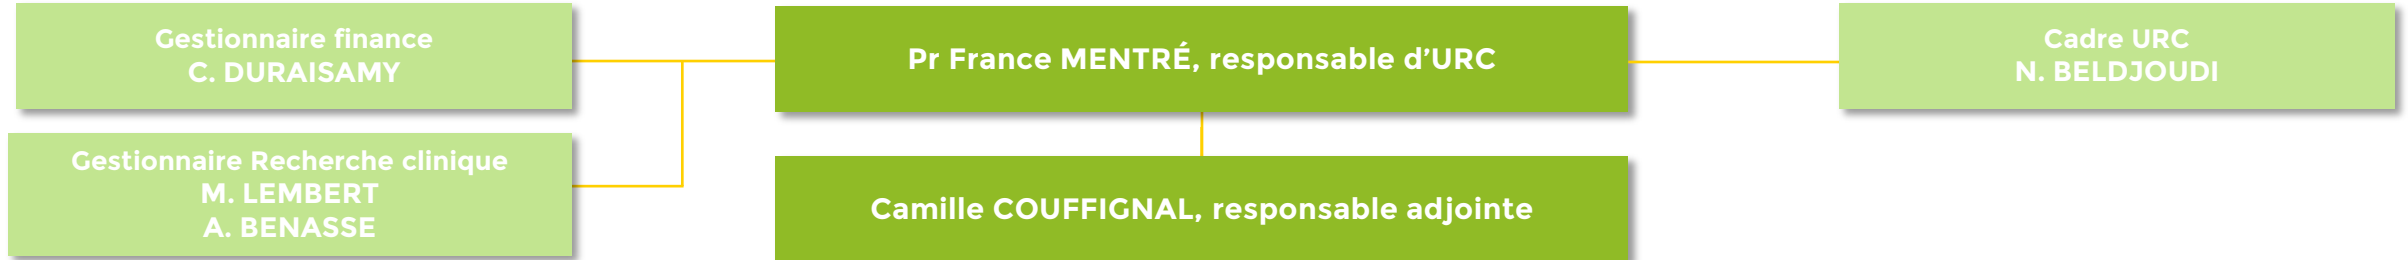 Gestionnaire finance
C. DURAISAMY
Pr France MENTRÉ, responsable d’URC
Cadre URC
N. BELDJOUDI
Gestionnaire Recherche clinique
M. LEMBERT
A. BENASSE
Camille COUFFIGNAL, responsable adjointe